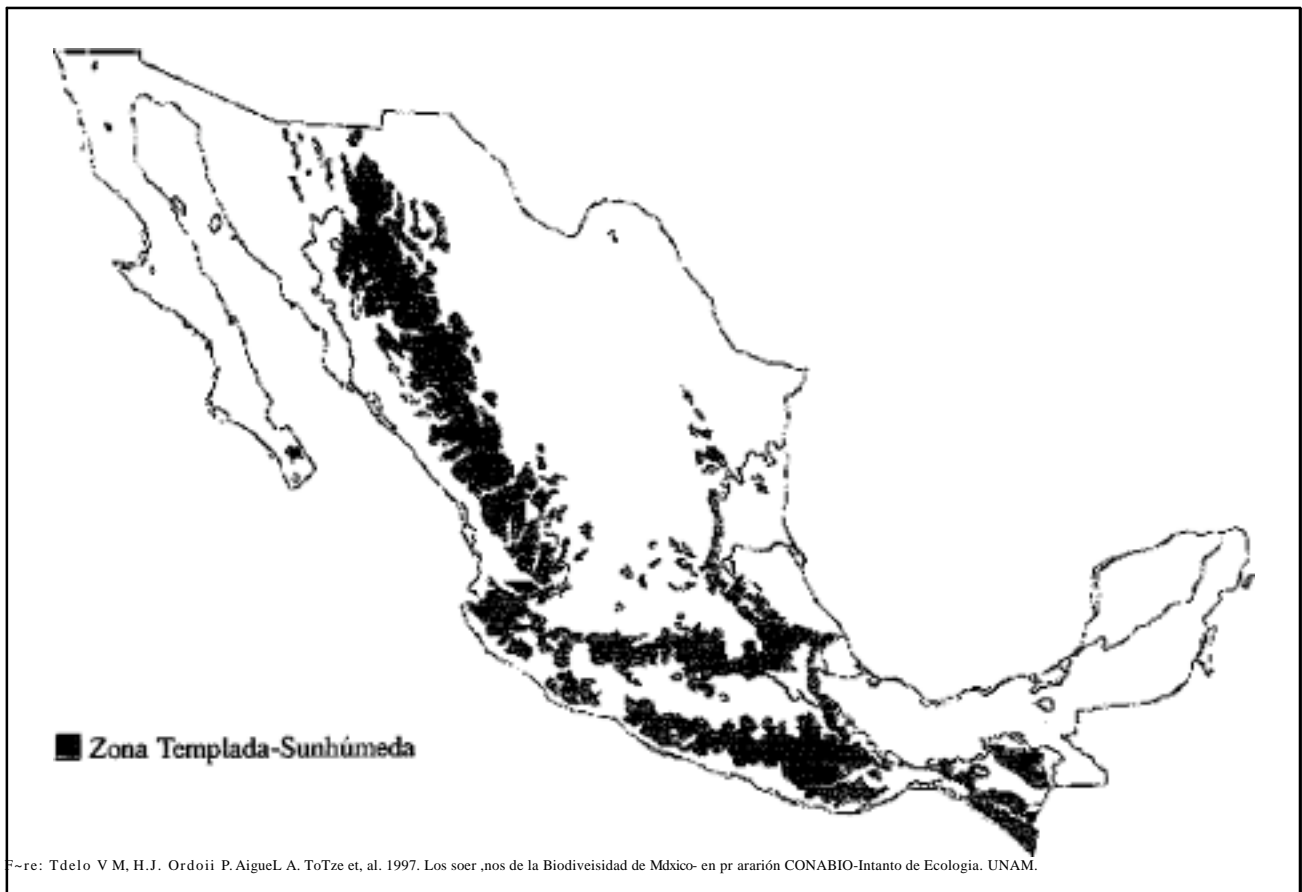 Zona Templada-Sunhúmeda
F~re: Tdelo V M, H.J. Ordoii P. AigueL A. ToTze et, al. 1997. Los soer ,nos de la Biodiveisidad de Mdxico- en pr ararión CONABIO-Intanto de Ecologia. UNAM.